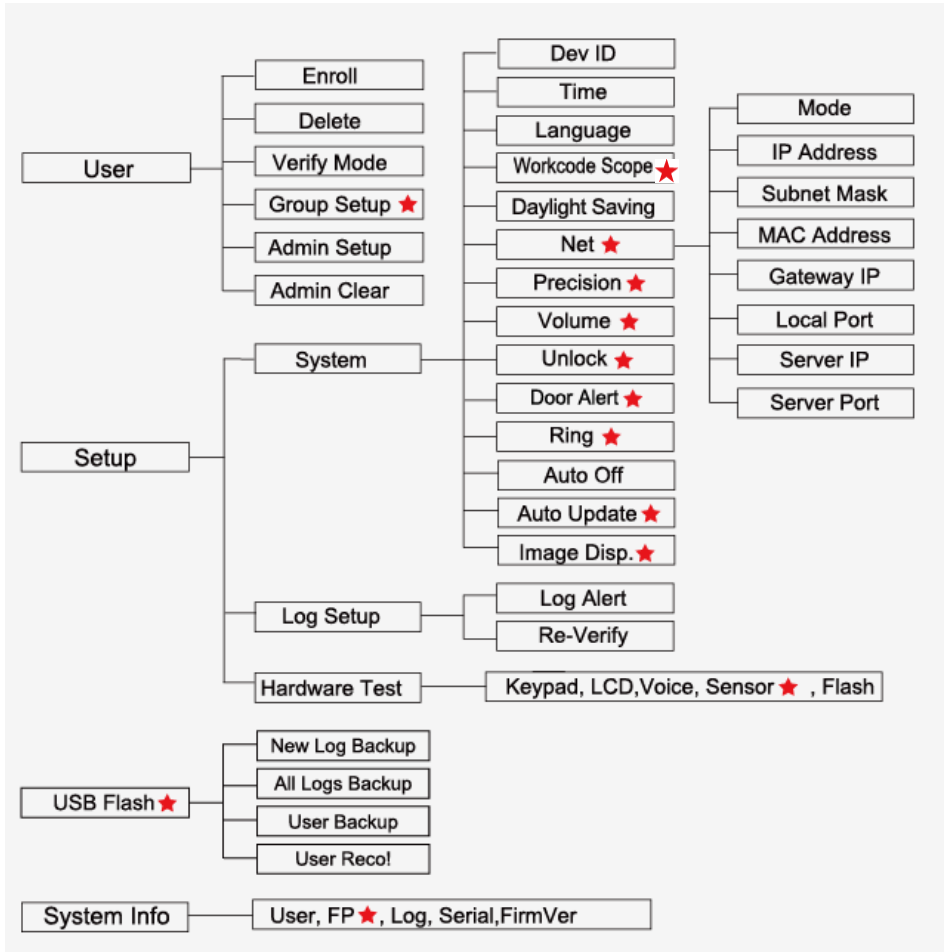 User
Enroll
Delete
Verify Mode
Group Setup
Admin Setup
Admin Clear
Setup
System
Dev ID
Time
Language
Workcode Scope
Daylight Saving
Net
Mode
IP Address
Subnet Mask
MAC Address
Gateway IP
Local Port
Server IP
Server Port
Precision
Volume
Unlock
Door Alert
Ring
Auto Off
Auto Update
Image Disp.
Log Setup
Log Alert
Re-Verify
Hardware Test
Keypad, LCD,Voice, Sensor ★ , Flash
USB Flash
New Log Backup
All Logs Backup
User Backup
User Reco!
System Info
User, FP★, Log, Serial,FirmVer